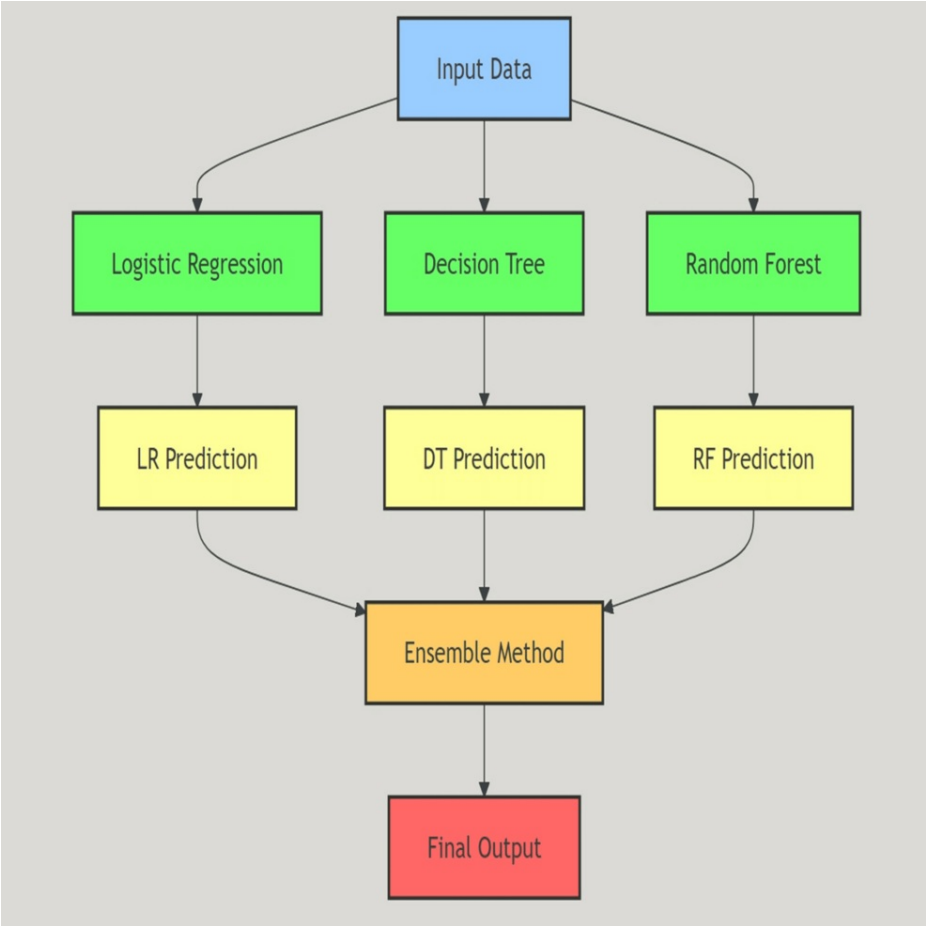 Input Data
Logistic Regression
Decision Tree
Random Forest
LR Prediction
DT Prediction
RF Prediction
Ensemble Method
Final Output